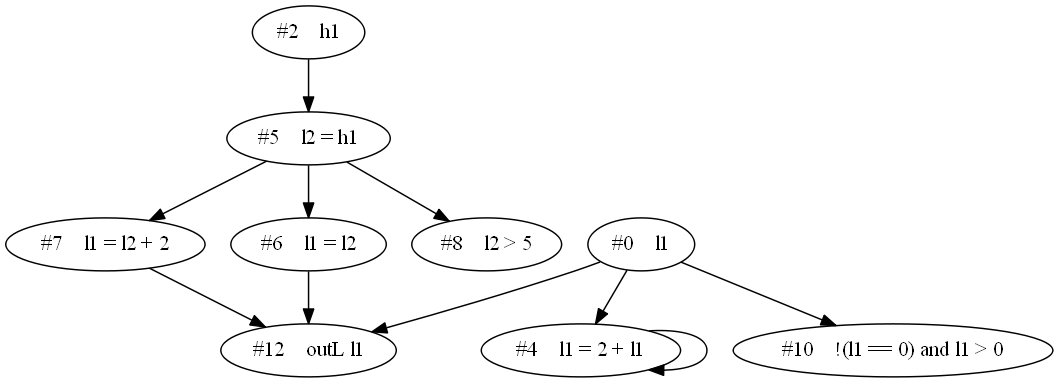 #2 h1
#5 l2 = h1
#7 l1 = l2 + 2
#6 l1 = l2
#8 l2 > 5
#0 l1
#12 outL l1
#4 l1 = 2 + l1
#10 !(l1 == 0) and l1 > 0